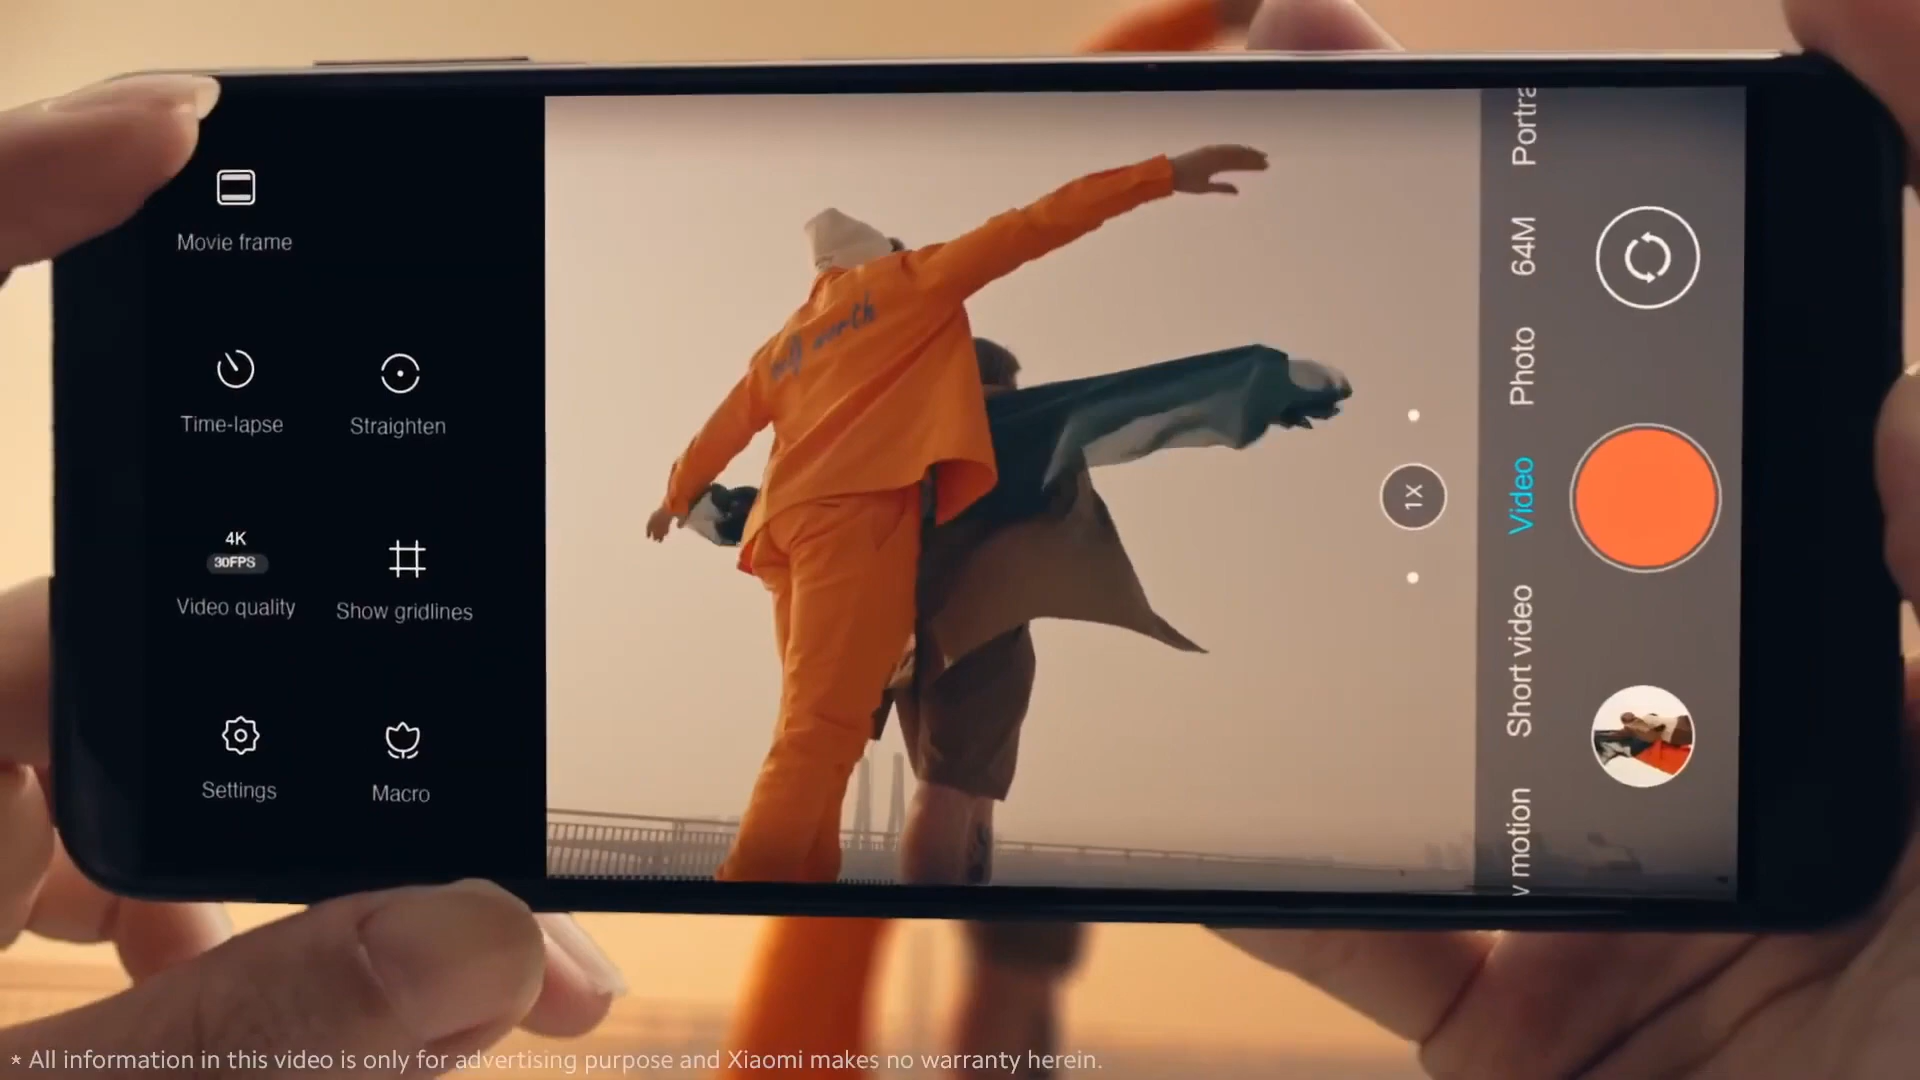 Movie frame
Time-lapse
Straighten
4K
30FPS
Video quality
Show gridlines
Settings
Macro
worth
1X
Portra
64M
Photo
Video
Short video
motion
* All information in this video is only for advertising purpose and Xiaomi makes no warranty herein.